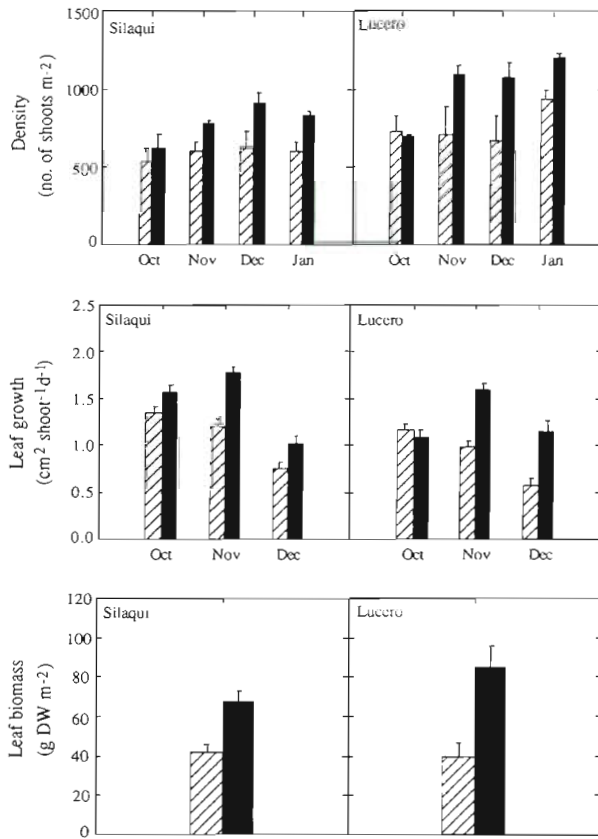 1500
1000
500
0
Density
(no. of shoots m-2)
Silaqui
Lucero
Oct Nov Dec Jan
Oct Nov Dec Jan
2.5
2.0
1.5
1.0
0.5
0.0
Leaf growth
(cm2 shoot-1d-1)
Silaqui
Lucero
Oct Nov Dec
Oct Nov Dec
120
100
80
60
40
20
0
Leaf biomass
(g DW m-2)
Silaqui
Lucero